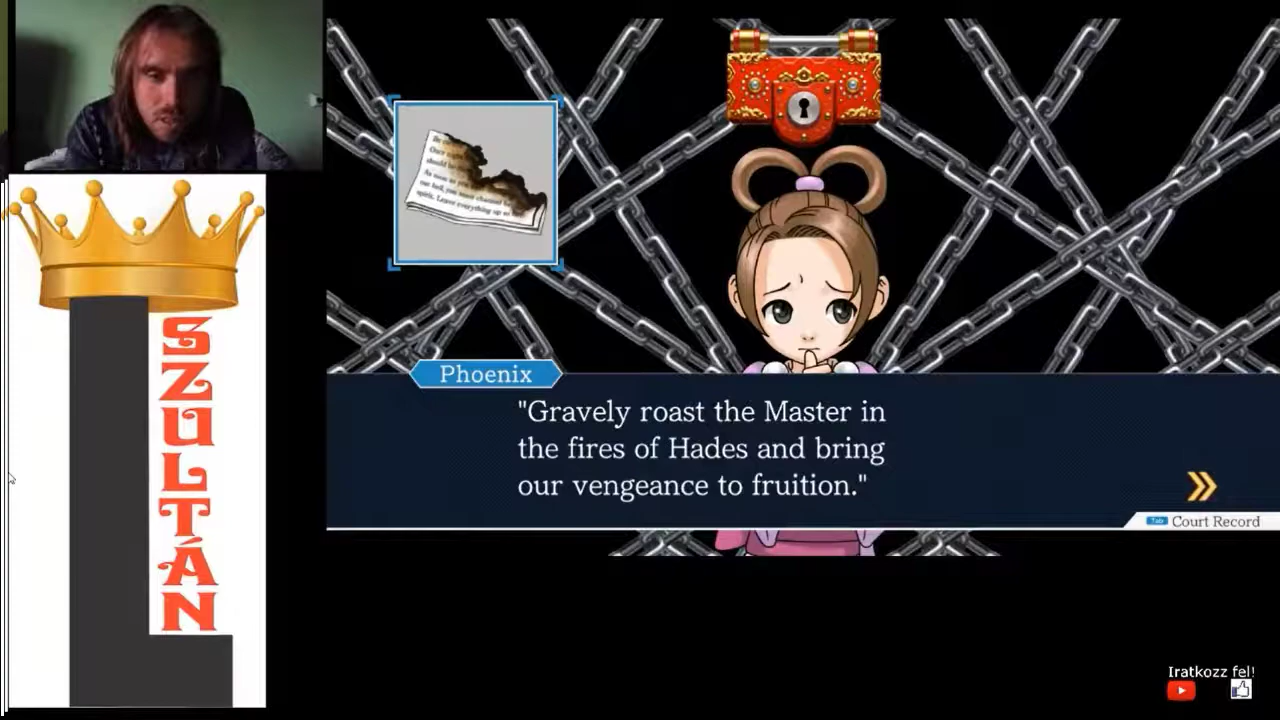 SZULTÁN
Phoenix
"Gravely roast the Master in
the fires of Hades and bring
our vengeance to fruition."
Tab Court Record
Iratkozz fel!